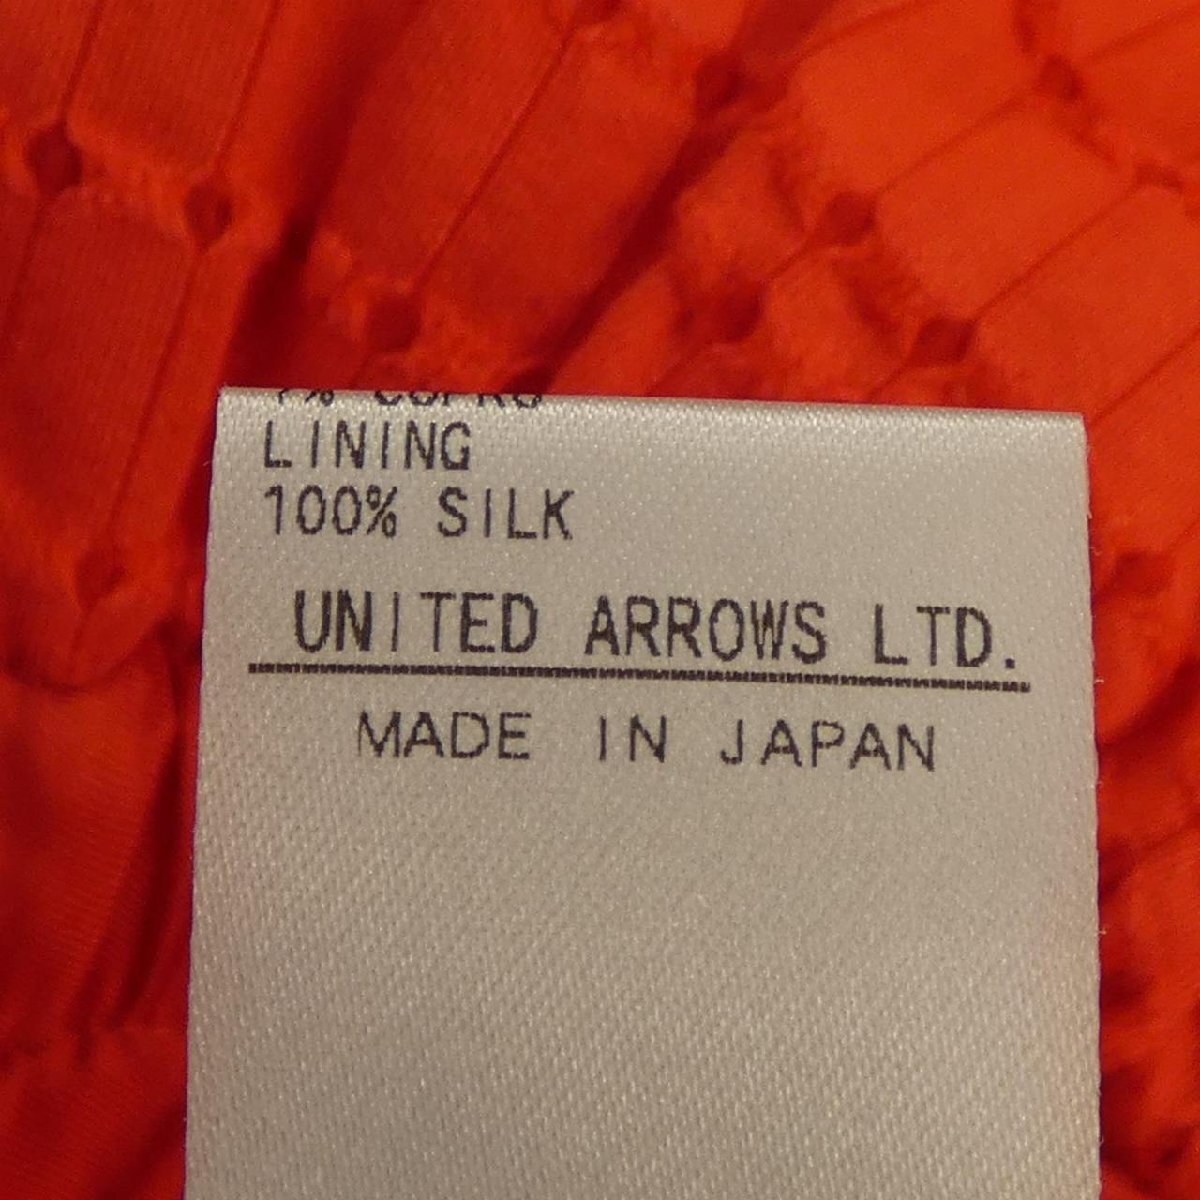 LINING
100% SILK
UNITED ARROWS LTD.
MADE IN JAPAN